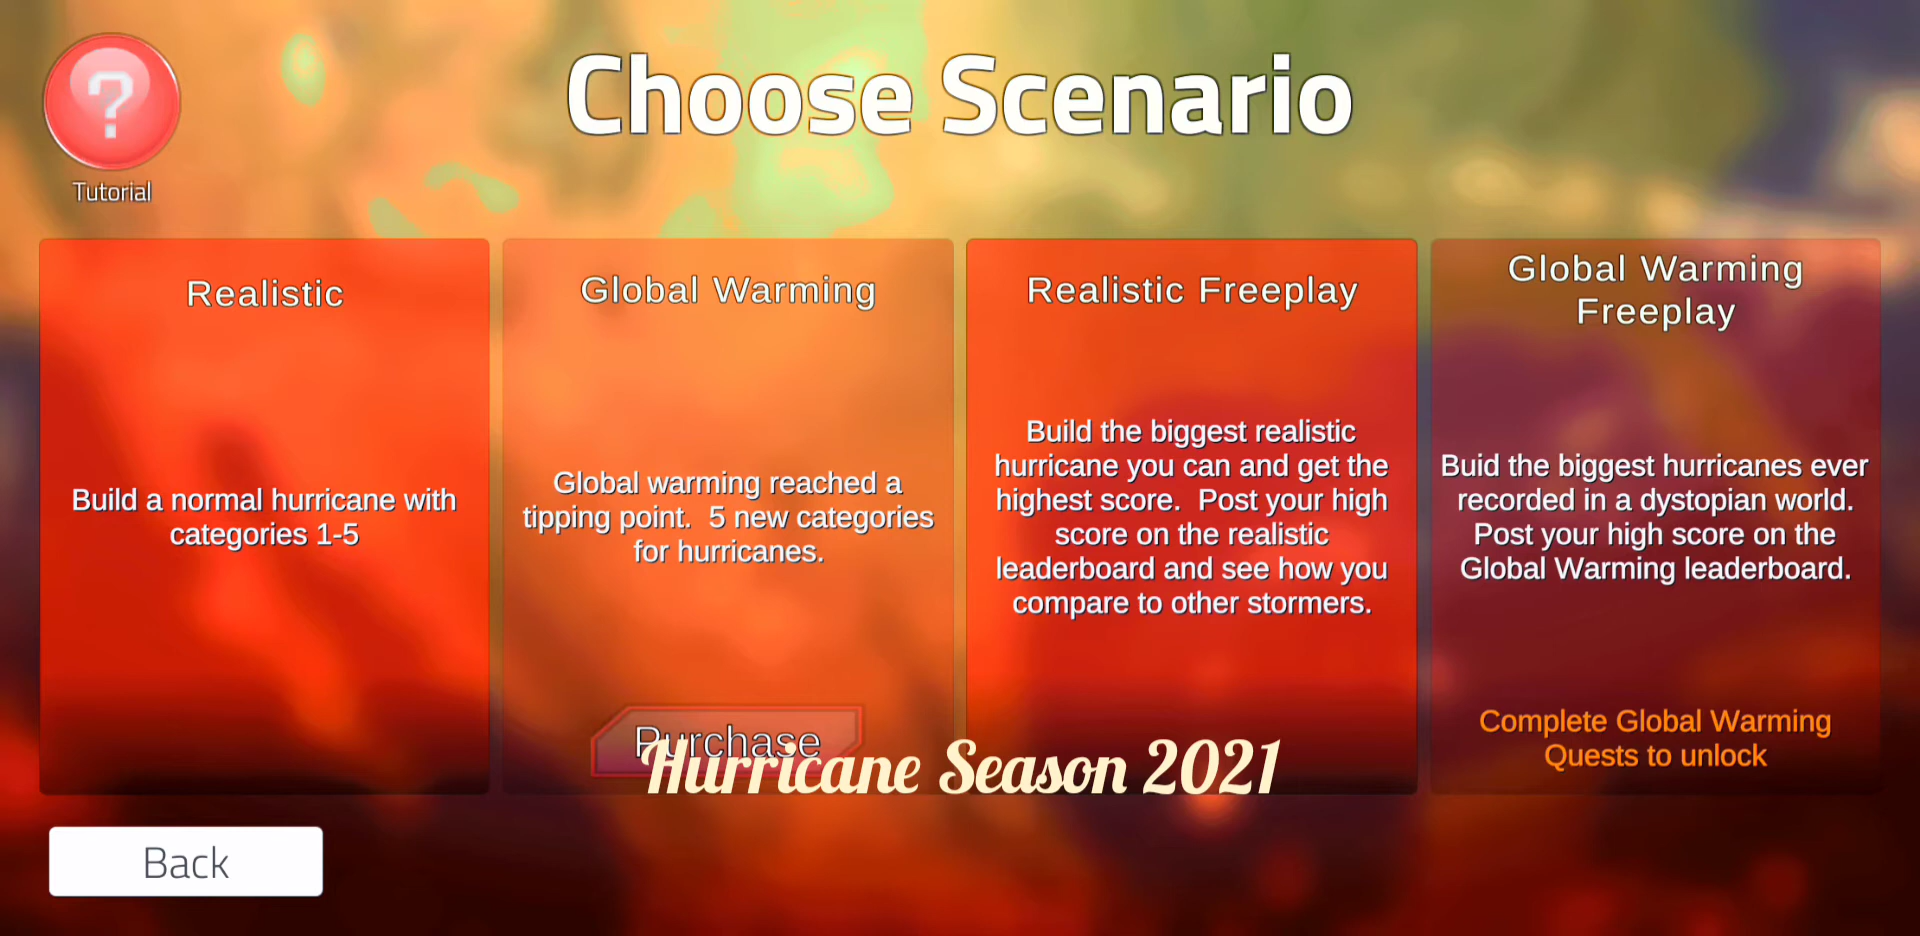 Choose Scenario
?
Tutorial
Realistic
Build a normal hurricane with
categories 1-5
Global Warming
Global warming reached a
tipping point.  5 new categories
for hurricanes.
Purchase
Realistic Freeplay
Build the biggest realistic
hurricane you can and get the
highest score.  Post your high
score on the realistic
leaderboard and see how you
compare to other stormers.
Global Warming
Freeplay
Buid the biggest hurricanes ever
recorded in a dystopian world.
Post your high score on the
Global Warming leaderboard.
Complete Global Warming
Quests to unlock
Hurricane Season 2021
Back